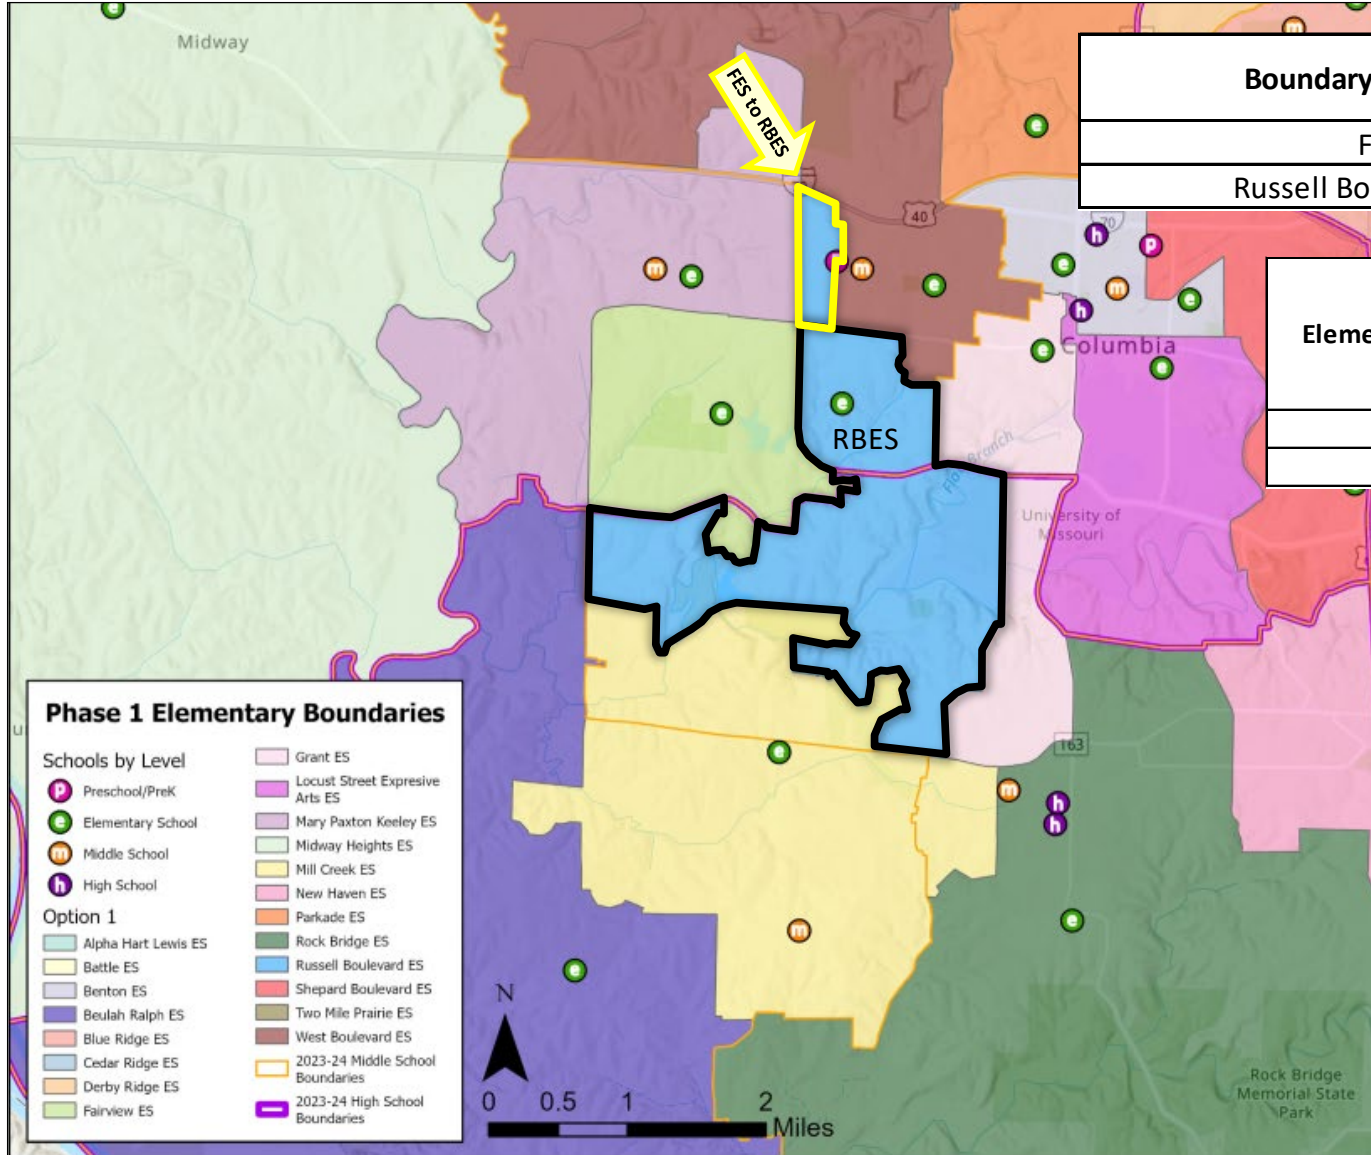 Midway
FES to RBES
40
70
Boundary
F
Russell Bo
Eleme
Columbia
RBES
Branch
University of
Missouri
163
Rock Bridge
Memorial State
Park
Phase 1 Elementary Boundaries
Schools by Level
p Preschool/PreK
e Elementary School
m Middle School
h High School
Option 1
Alpha Hart Lewis ES
Battle ES
Benton ES
Beulah Ralph ES
Blue Ridge ES
Cedar Ridge ES
Derby Ridge ES
Fairview ES
Grant ES
Locust Street Expresive
Arts ES
Mary Paxton Keeley ES
Midway Heights ES
Mill Creek ES
New Haven ES
Parkade ES
Rock Bridge ES
Russell Boulevard ES
Shepard Boulevard ES
Two Mile Prairie ES
West Boulevard ES
2023-24 Middle School
Boundaries
2023-24 High School
Boundaries
N
0 0.5 1 2
Miles